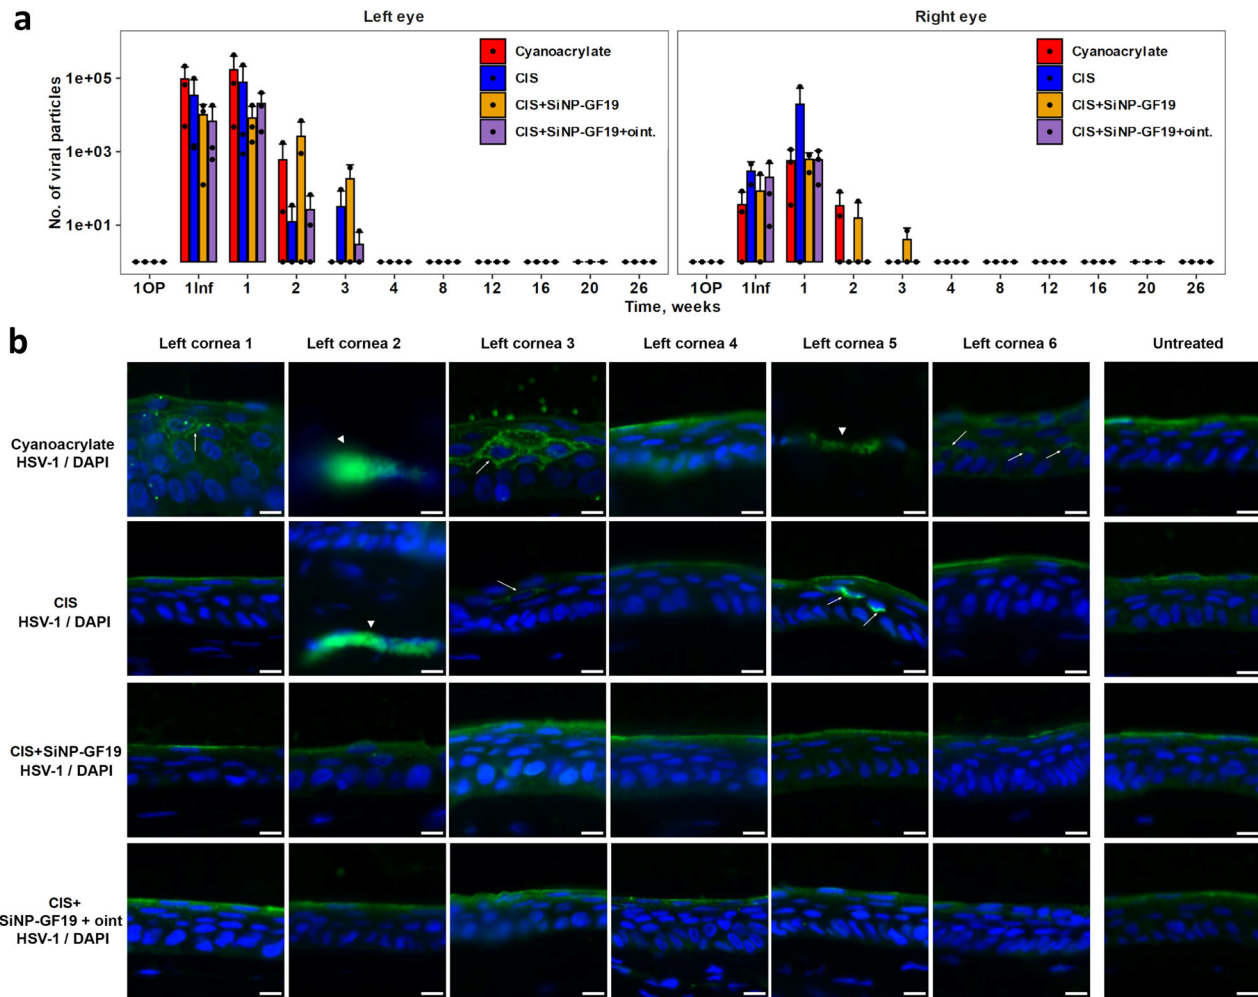 a
Left eye
Right eye
No. of viral particles
1e+05
1e+03
1e+01
Cyanoacrylate
CIS
CIS+SiNP-GF19
CIS+SiNP-GF19+oint.
Cyanoacrylate
CIS
CIS+SiNP-GF19
CIS+SiNP-GF19+oint.
1OP 1Inf 1 2 3 4 8 12 16 20 26
1OP 1Inf 1 2 3 4 8 12 16 20 26
Time, weeks
b
Left cornea 1 Left cornea 2 Left cornea 3 Left cornea 4 Left cornea 5 Left cornea 6 Untreated
Cyanoacrylate
HSV-1 / DAPI
CIS
HSV-1 / DAPI
CIS+SiNP-GF19
HSV-1 / DAPI
CIS+
SiNP-GF19 + oint
HSV-1 / DAPI